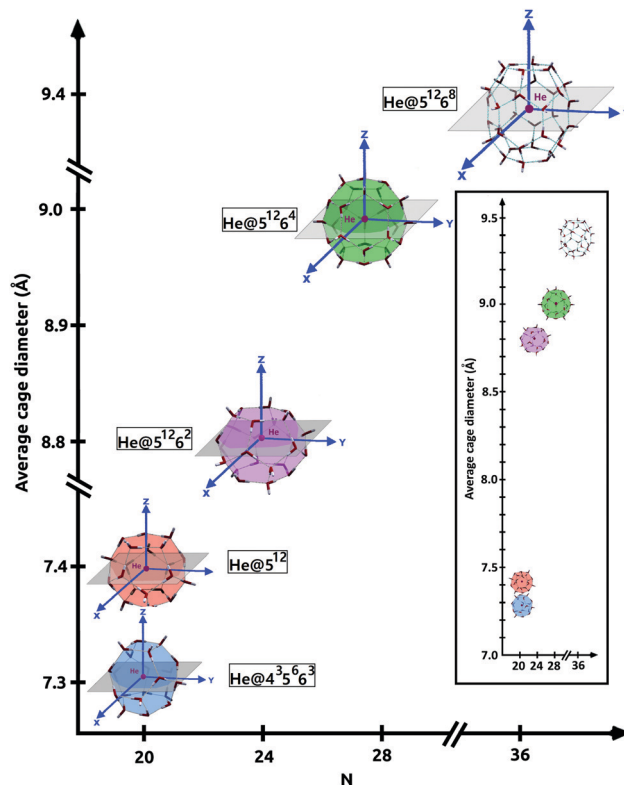 Average cage diameter (Å)
9.4
9.0
8.9
8.8
7.4
7.3
20
24
28
36
N
He@5¹²6⁸
Z
He
X
He@5¹²6⁴
Z
He
Y
X
He@5¹²6²
Z
He
Y
X
He@5¹²
Z
He
X
He@4³5⁶6³
Z
He
Y
X
Average cage diameter (Å)
9.5
9.0
8.5
8.0
7.5
7.0
20 24 28 36